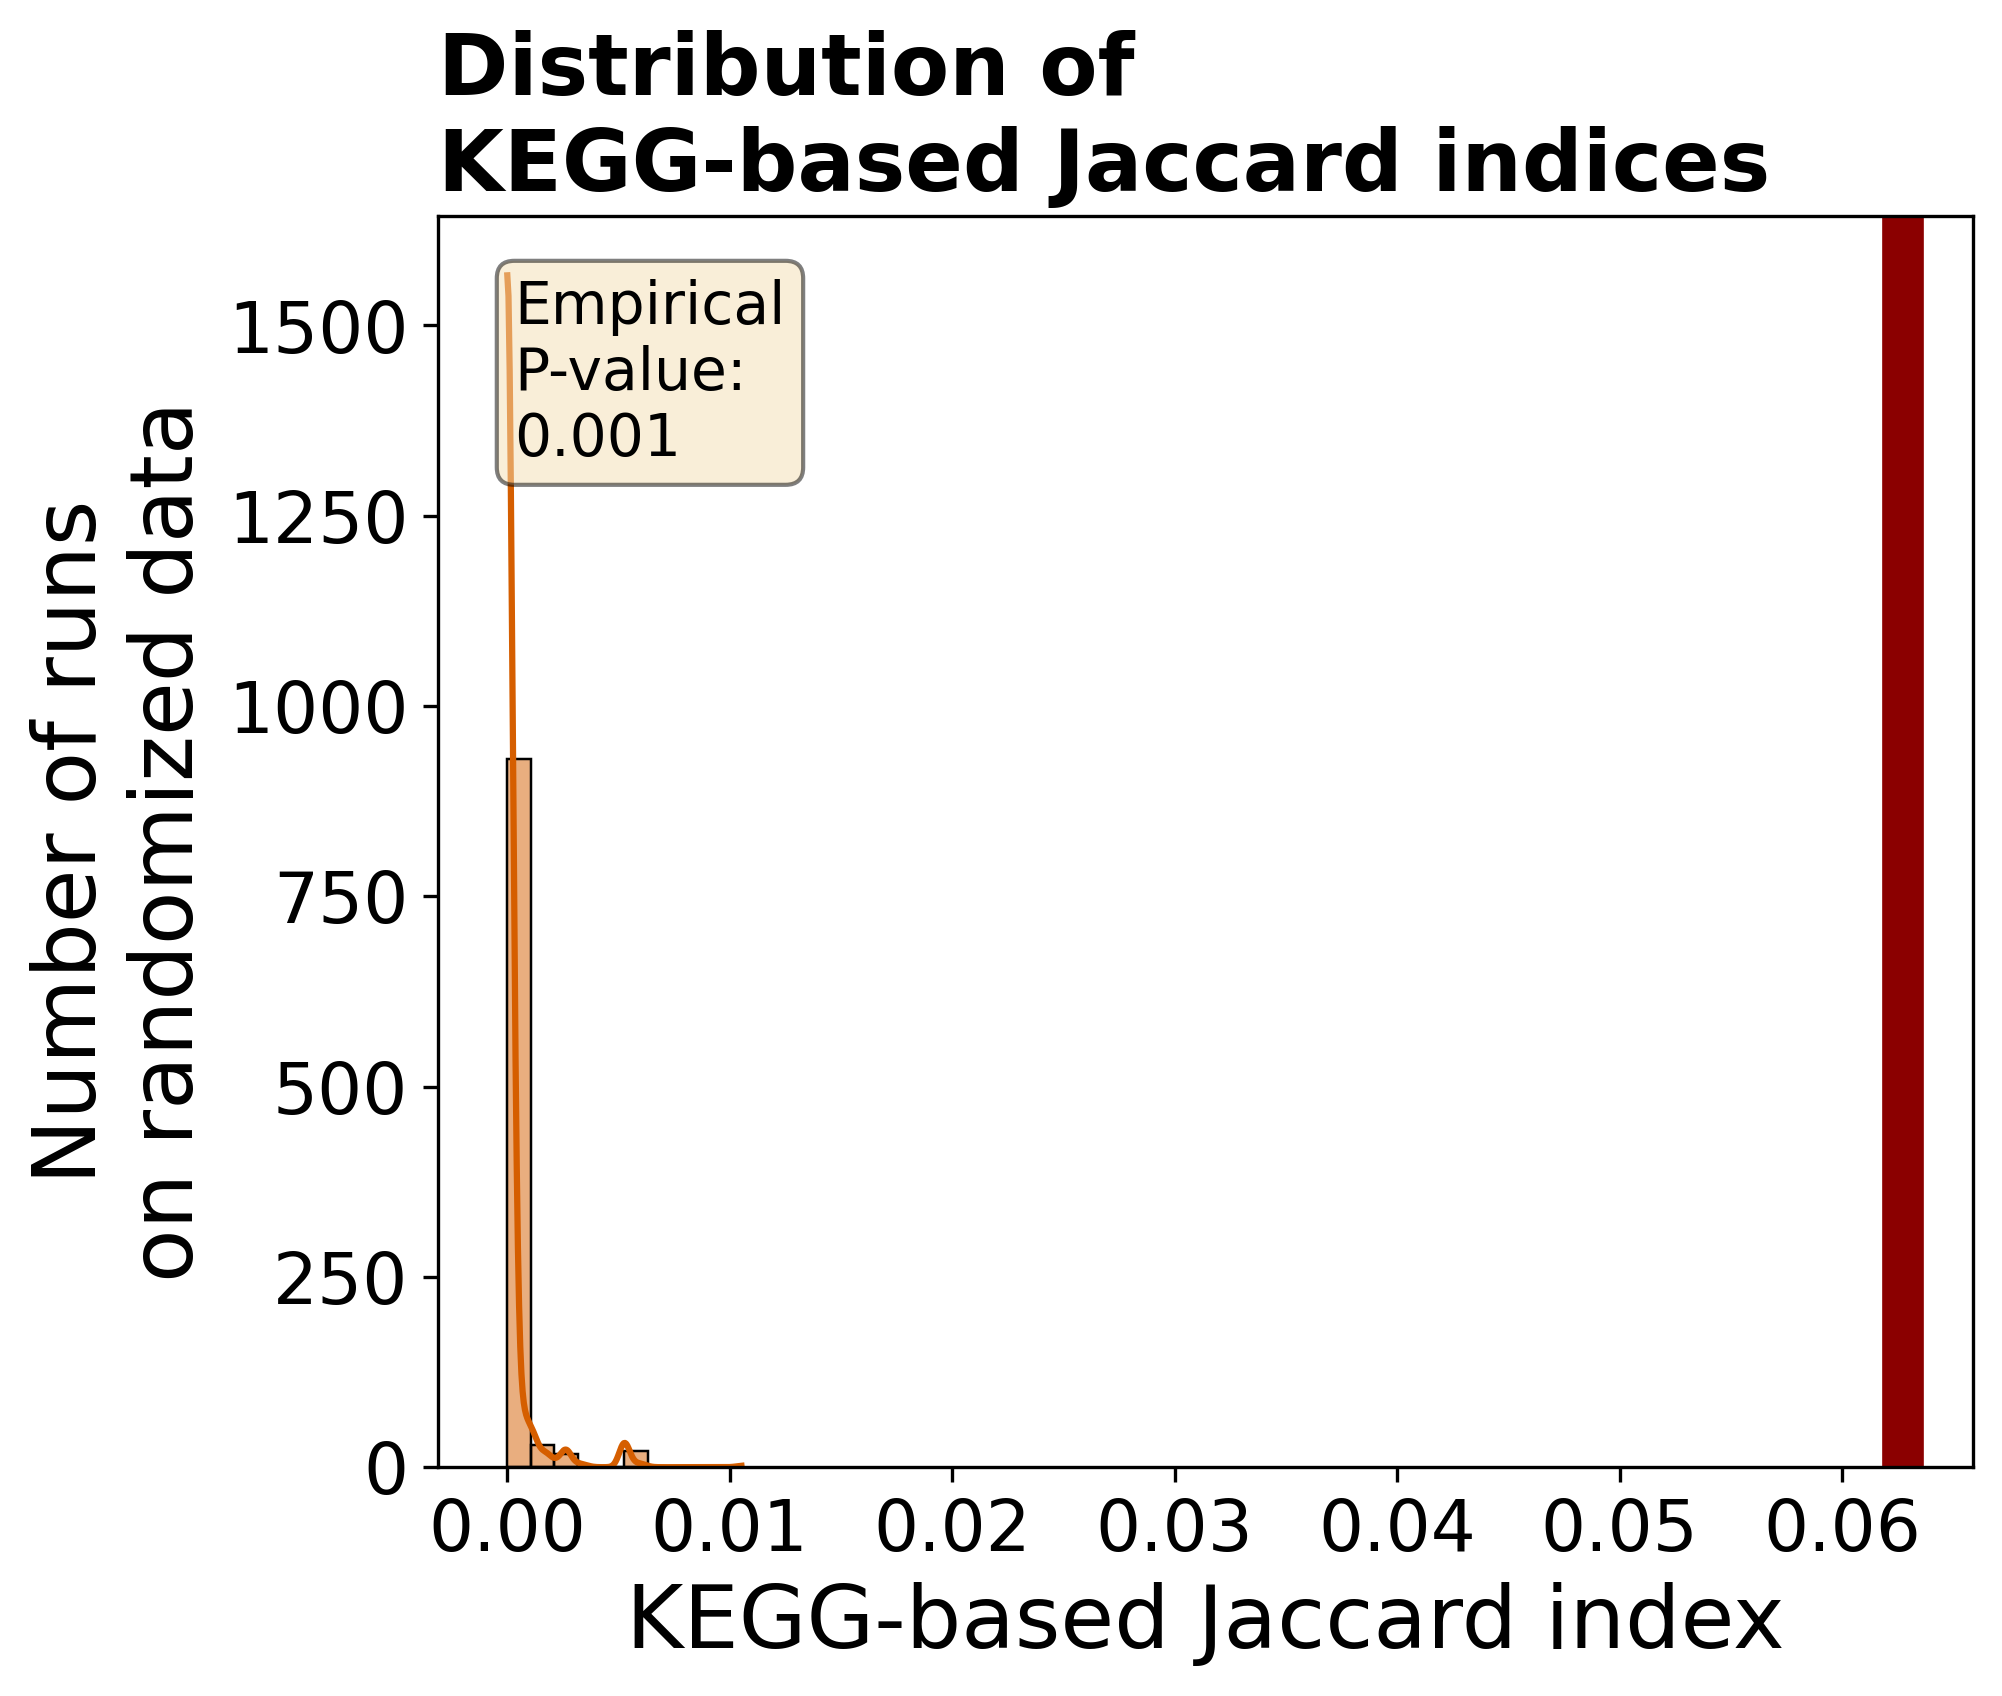 Distribution of
KEGG-based Jaccard indices
Empirical
P-value:
0.001
Number of runs
on randomized data
1500
1250
1000
750
500
250
0
0.00 0.01 0.02 0.03 0.04 0.05 0.06
KEGG-based Jaccard index